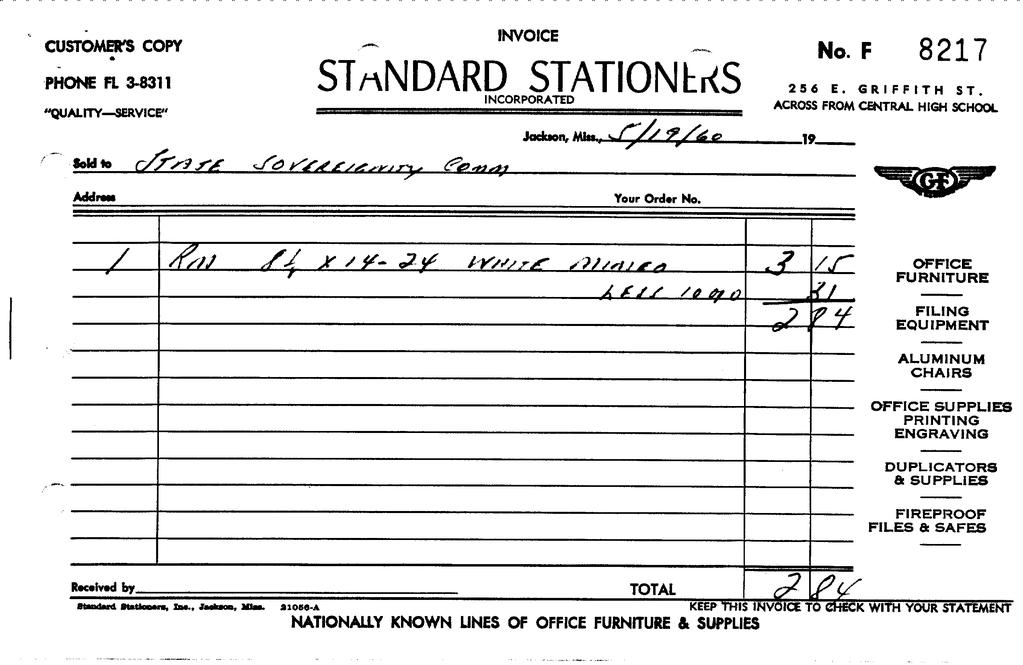 CUSTOMER'S COPY
INVOICE
No. F 8217
PHONE FL 3-8311
STANDARD STATIONERS
INCORPORATED
256 E. GRIFFITH ST.
ACROSS FROM CENTRAL HIGH SCHOOL
"QUALITY—SERVICE"
Jackson, Miss., 5/19/60 19
Sold to STATE SOVEREIGNITY COMM
GF
Address Your Order No.
1 RM 8½ X 14-24 WHITE MIMEO 3 15
LESS 10% 31
2 84
OFFICE
FURNITURE
FILING
EQUIPMENT
ALUMINUM
CHAIRS
OFFICE SUPPLIES
PRINTING
ENGRAVING
DUPLICATORS
& SUPPLIES
FIREPROOF
FILES & SAFES
Received by TOTAL 2 84
Standard Stationers, Inc., Jackson, Miss. 21056-A
KEEP THIS INVOICE TO CHECK WITH YOUR STATEMENT
NATIONALLY KNOWN LINES OF OFFICE FURNITURE & SUPPLIES